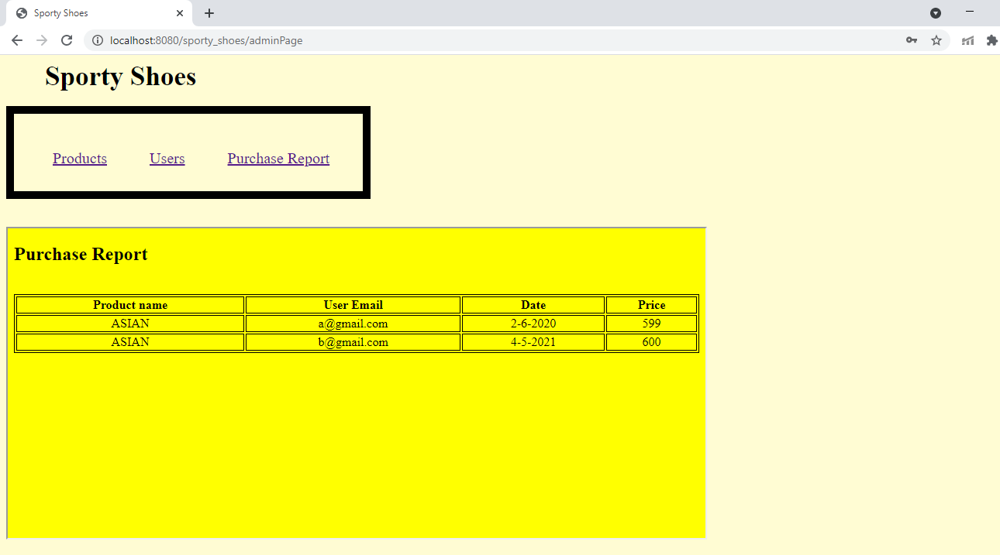 Sporty Shoes
localhost:8080/sporty_shoes/adminPage
Sporty Shoes
Products Users Purchase Report
Purchase Report
Product name User Email Date Price
ASIAN a@gmail.com 2-6-2020 599
ASIAN b@gmail.com 4-5-2021 600